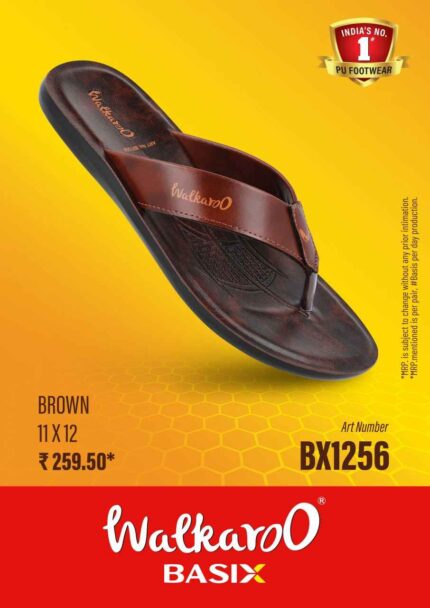 INDIA'S NO.
1*
PU FOOTWEAR
WalkaroO
WalkaroO
*MRP. is subject to change without any prior intimation.
*MRP.mentioned is per pair. #Basis per day production.
BROWN
11 X 12
₹ 259.50*
Art Number
BX1256
WalkaroO®
BASIX